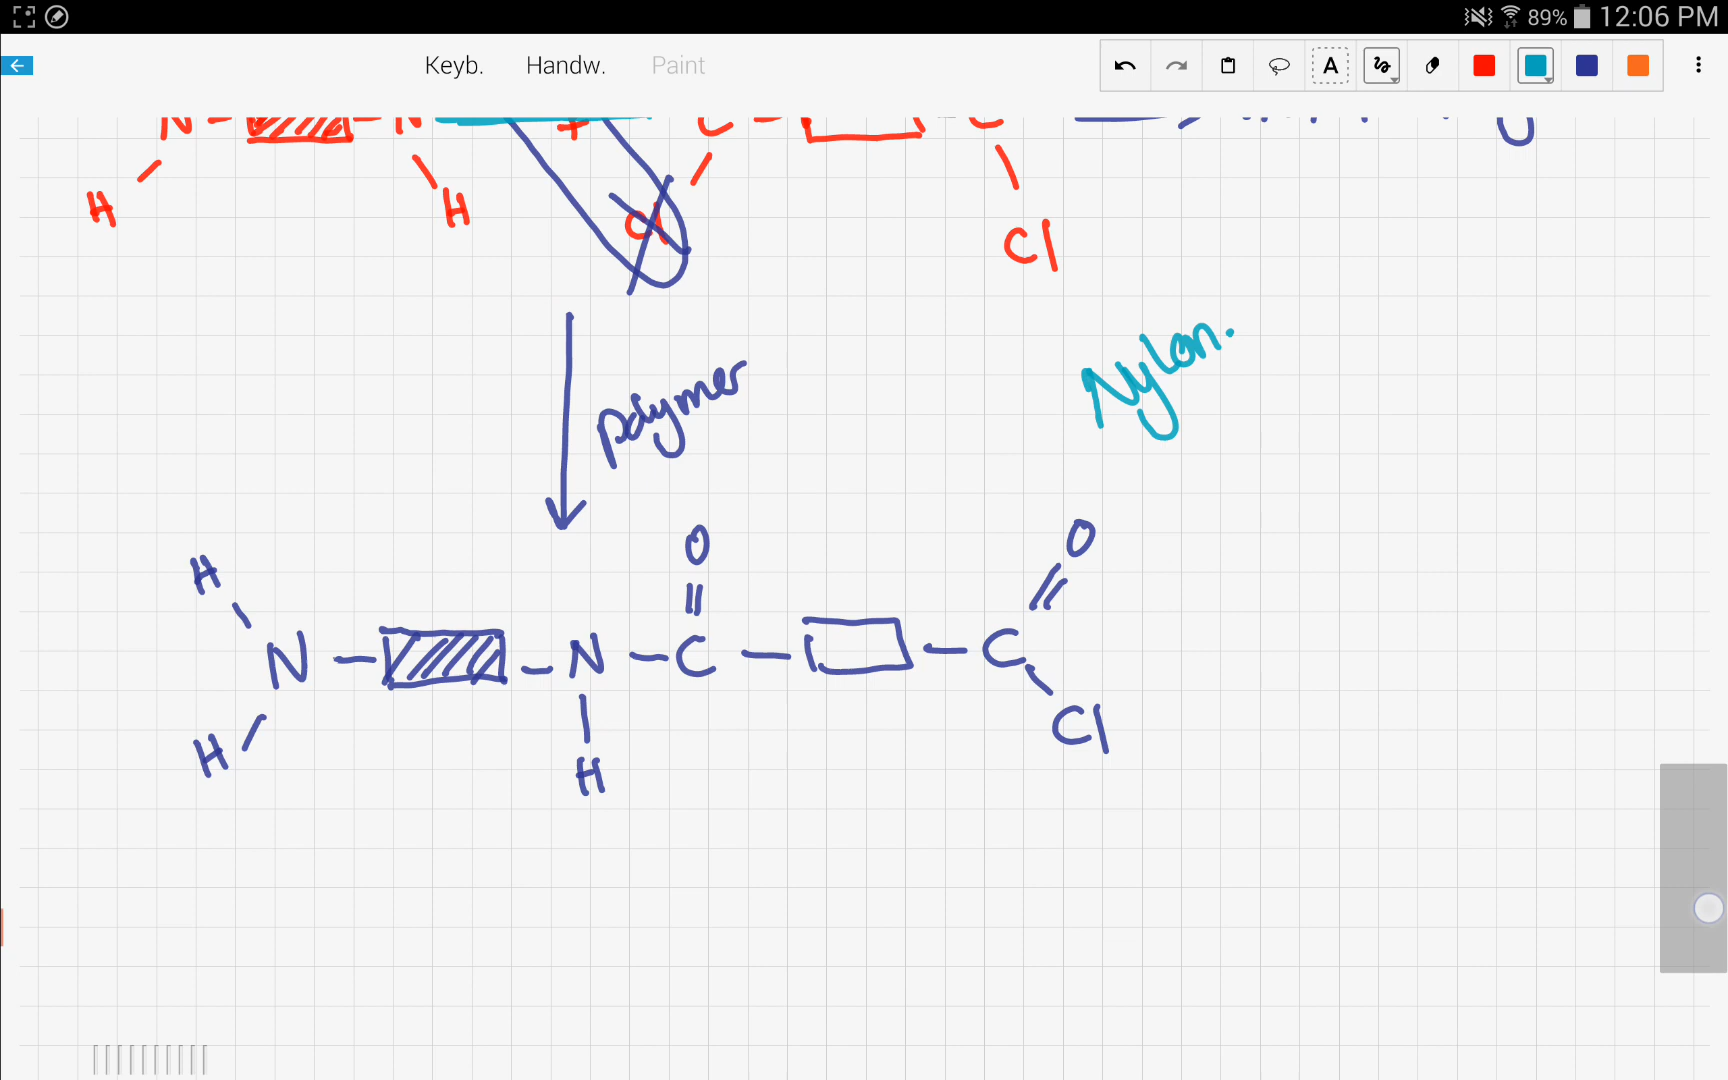 89% 12:06 PM
Keyb. Handw. Paint
A
N N + C C
H H Cl Cl
Nylon.
polymer
O O
H
N - N - C - - C
H H Cl